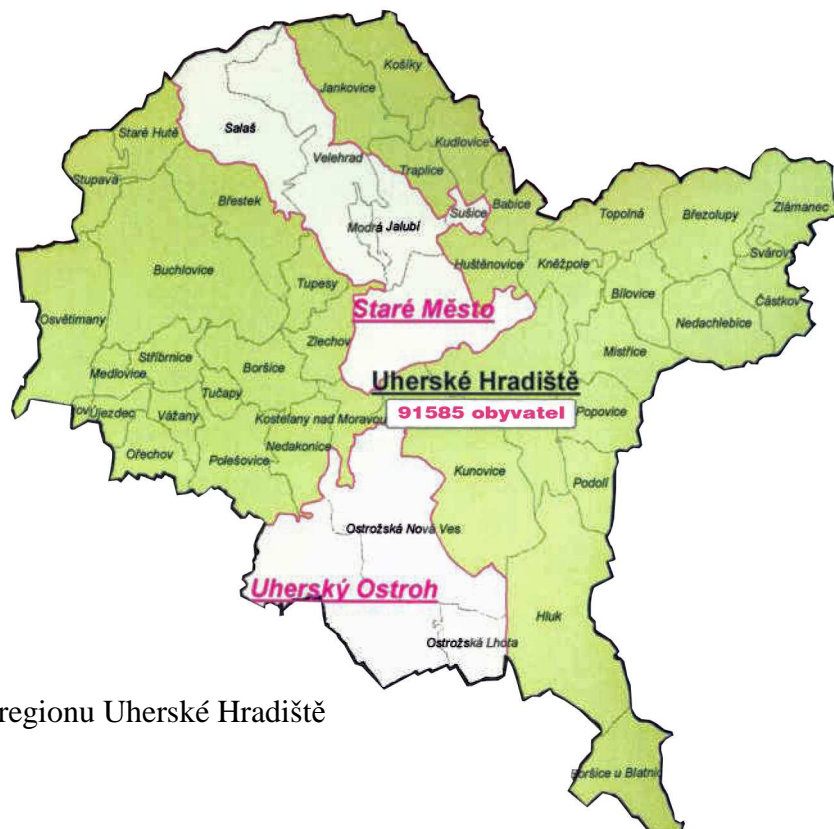 Košíky
Jankovice
Salaš
Staré Hutě
Kudlovice
Velehrad
Traplice
Stupava
Břestek
Sušice
Babice
Topolná
Březolupy
Zlámanec
Modrá
Jalubí
Svárov
Buchlovice
Huštěnovice
Kněžpole
Tupesy
Bílovice
Částkov
Staré Město
Osvětimany
Nedachlebice
Zlechov
Mistřice
Stříbrnice
Boršice
Medlovice
Uherské Hradiště
Tučapy
91585 obyvatel
Újezdec
Vážany
Kostelany nad Moravou
Popovice
Nedakonice
Ořechov
Polešovice
Kunovice
Podolí
Ostrožská Nová Ves
Uherský Ostroh
Hluk
Ostrožská Lhota
regionu Uherské Hradiště
Boršice u Blatnic